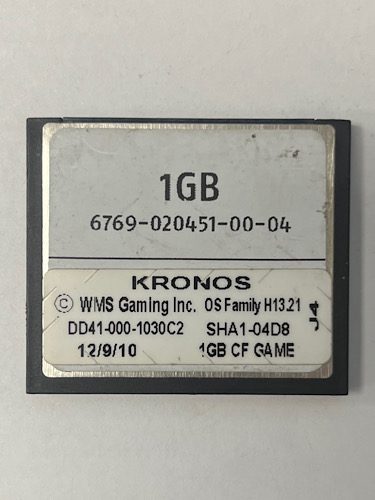 1GB
6769-020451-00-04
KRONOS
© WMS Gaming Inc. OS Family H13.21
DD41-000-1030C2 SHA1-04D8
12/9/10 1GB CF GAME
J4